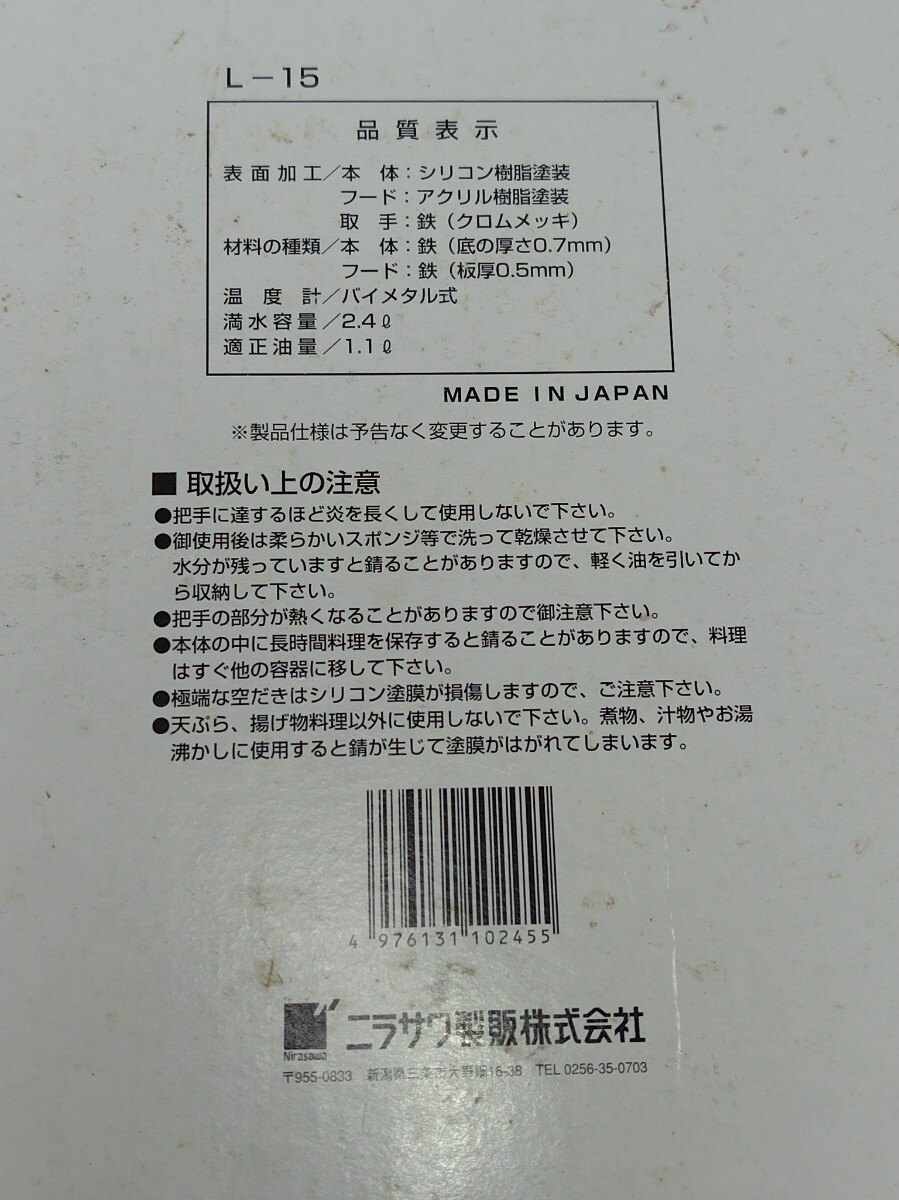 L－15
品質表示
表面加工／本　体：シリコン樹脂塗装
フード：アクリル樹脂塗装
取　手：鉄（クロムメッキ）
材料の種類／本　体：鉄（底の厚さ0.7mm）
フード：鉄（板厚0.5mm）
温　度　計／バイメタル式
満水容量／2.4ℓ
適正油量／1.1ℓ
MADE IN JAPAN
※製品仕様は予告なく変更することがあります。
■ 取扱い上の注意
●把手に達するほど炎を長くして使用しないで下さい。
●御使用後は柔らかいスポンジ等で洗って乾燥させて下さい。
水分が残っていますと錆ることがありますので、軽く油を引いてか
ら収納して下さい。
●把手の部分が熱くなることがありますので御注意下さい。
●本体の中に長時間料理を保存すると錆ることがありますので、料理
はすぐ他の容器に移して下さい。
●極端な空だきはシリコン塗膜が損傷しますので、ご注意下さい。
●天ぷら、揚げ物料理以外に使用しないで下さい。煮物、汁物やお湯
沸かしに使用すると錆が生じて塗膜がはがれてしまいます。
4 976131 102455
Nirasawa
ニラサワ製販株式会社
〒955-0833　新潟県三条市大野畑16-38　TEL 0256-35-0703